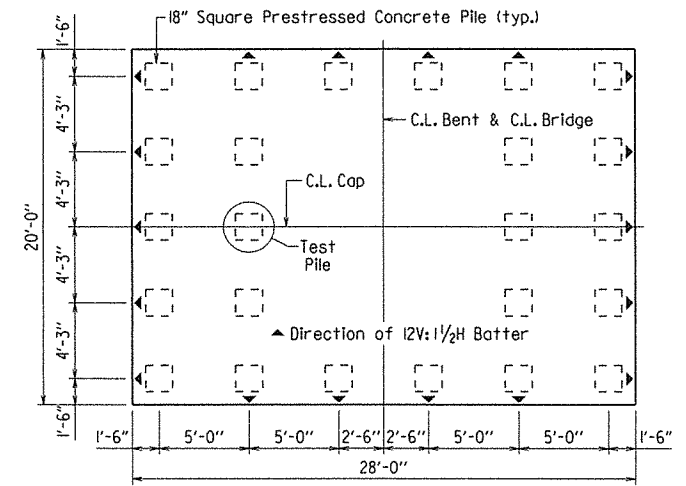 18" Square Prestressed Concrete Pile (typ.)
1'-6"
4'-3"
4'-3"
4'-3"
4'-3"
1'-6"
20'-0"
C.L. Bent & C.L. Bridge
C.L. Cap
Test
Pile
Direction of 12V:1½H Batter
1'-6" 5'-0" 5'-0" 2'-6" 2'-6" 5'-0" 5'-0" 1'-6"
28'-0"